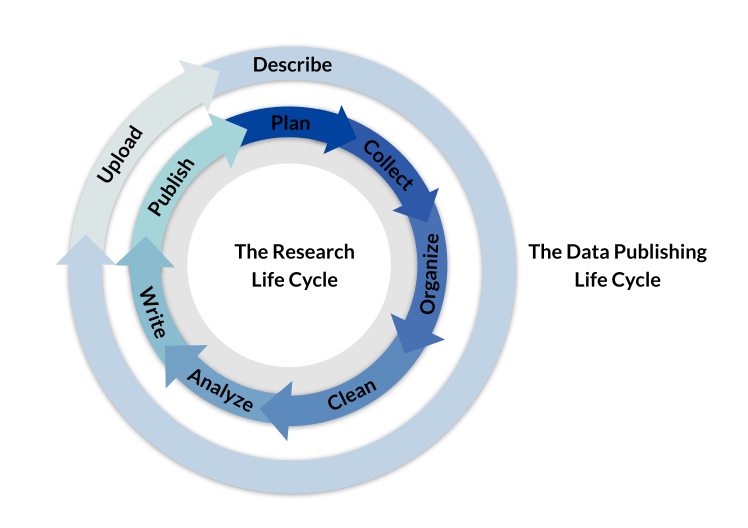 Describe
Upload
Plan
Collect
Organize
Clean
Analyze
Write
Publish
The Research
Life Cycle
The Data Publishing
Life Cycle